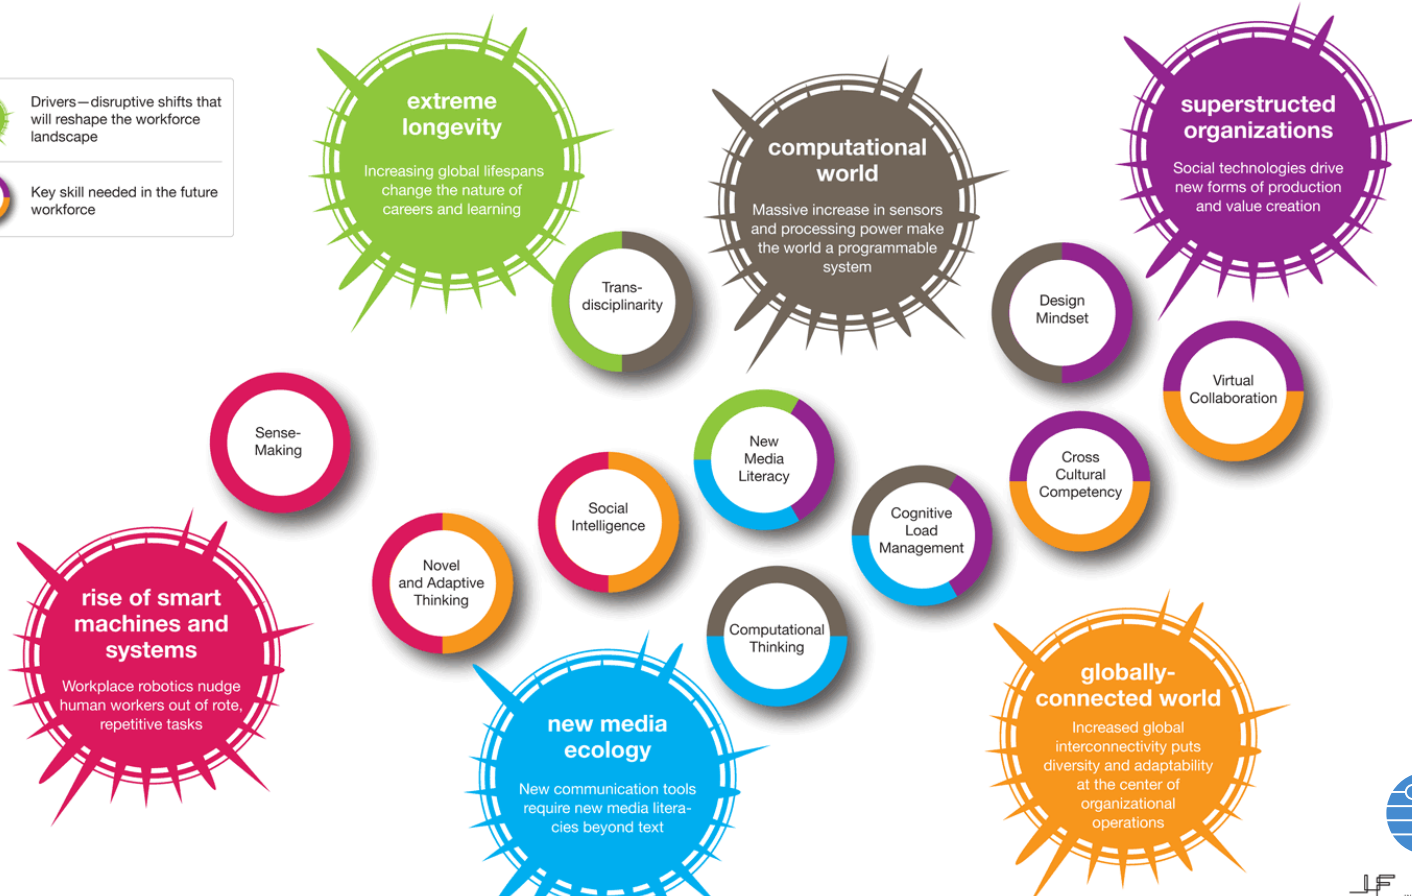 Drivers—disruptive shifts that
will reshape the workforce
landscape
Key skill needed in the future
workforce
extreme
longevity
Increasing global lifespans
change the nature of
careers and learning
computational
world
Massive increase in sensors
and processing power make
the world a programmable
system
superstructed
organizations
Social technologies drive
new forms of production
and value creation
Trans-
disciplinarity
Design
Mindset
Virtual
Collaboration
Sense-
Making
New
Media
Literacy
Cross
Cultural
Competency
Social
Intelligence
Cognitive
Load
Management
Novel
and Adaptive
Thinking
Computational
Thinking
rise of smart
machines and
systems
Workplace robotics nudge
human workers out of rote,
repetitive tasks
new media
ecology
New communication tools
require new media litera-
cies beyond text
globally-
connected world
Increased global
interconnectivity puts
diversity and adaptability
at the center of
organizational
operations